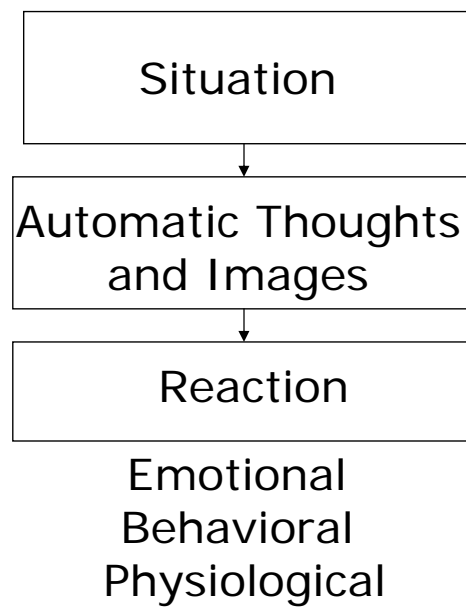 Situation
Automatic Thoughts
and Images
Reaction
Emotional
Behavioral
Physiological